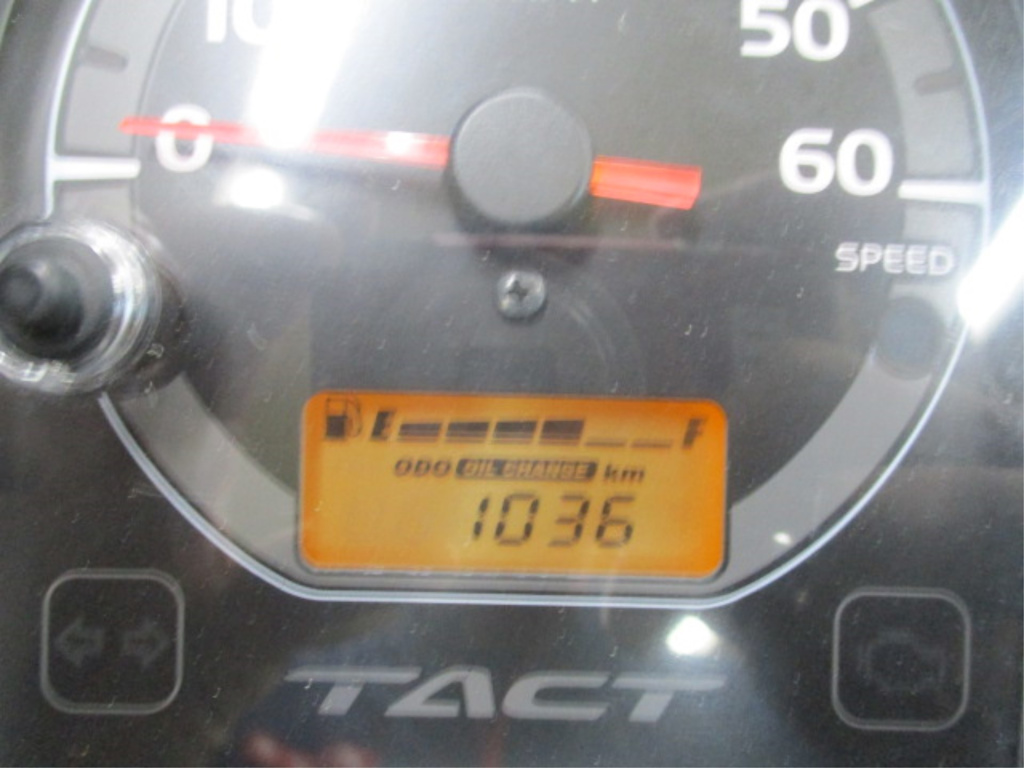 10
50
0
60
SPEED
E F
ODO OIL CHANGE km
1036
TACT